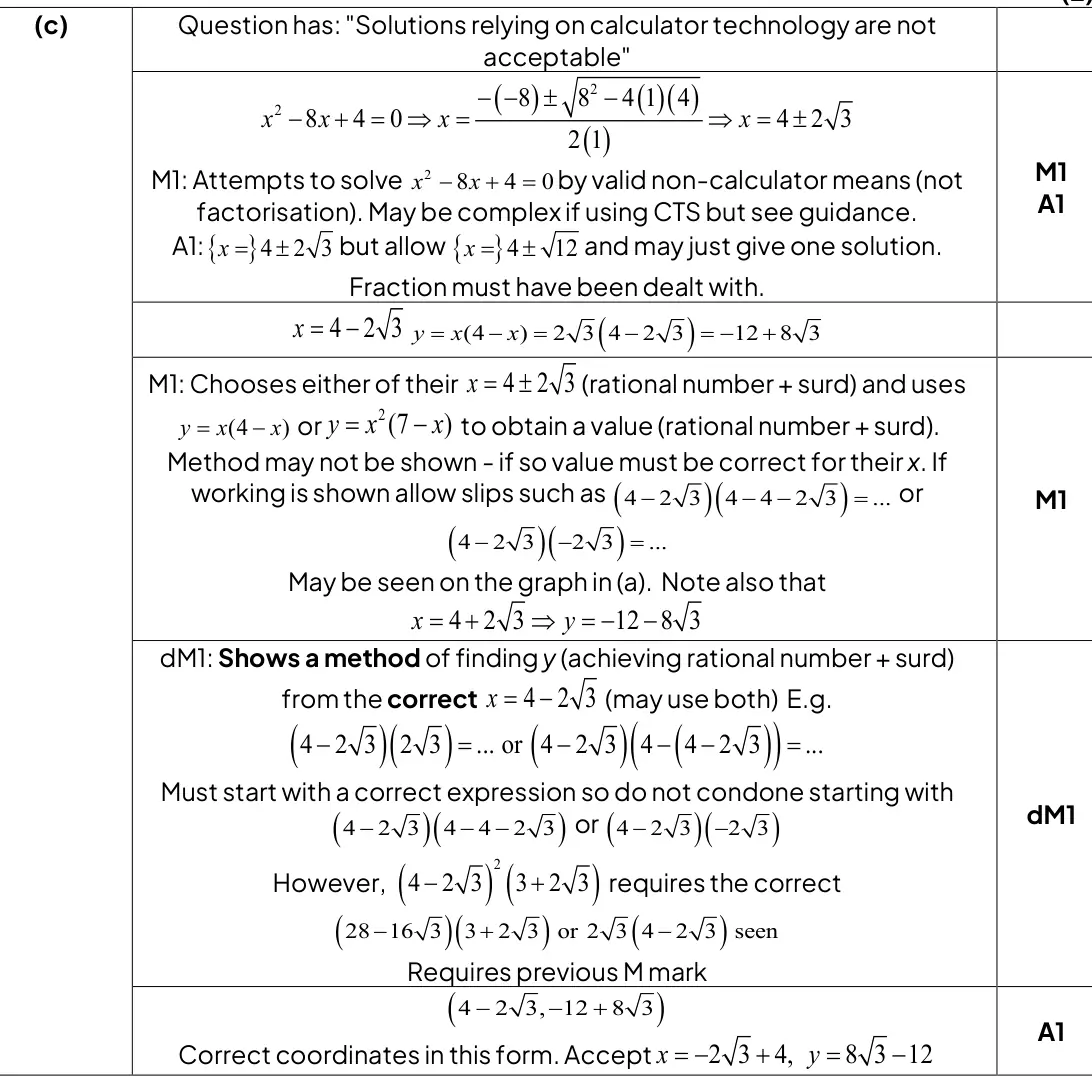 (c)
Question has: "Solutions relying on calculator technology are not
acceptable"
x² − 8x + 4 = 0 ⇒ x = (−(−8) ± √(8² − 4(1)(4))) / 2(1) ⇒ x = 4 ± 2√3
M1: Attempts to solve x² − 8x + 4 = 0 by valid non-calculator means (not
factorisation). May be complex if using CTS but see guidance.
A1: {x =} 4 ± 2√3 but allow {x =} 4 ± √12 and may just give one solution.
Fraction must have been dealt with.
M1
A1
x = 4 − 2√3 y = x(4 − x) = 2√3(4 − 2√3) = −12 + 8√3
M1: Chooses either of their x = 4 ± 2√3 (rational number + surd) and uses
y = x(4 − x) or y = x²(7 − x) to obtain a value (rational number + surd).
Method may not be shown - if so value must be correct for their x. If
working is shown allow slips such as (4 − 2√3)(4 − 4 − 2√3) = ... or
(4 − 2√3)(−2√3) = ...
May be seen on the graph in (a). Note also that
x = 4 + 2√3 ⇒ y = −12 − 8√3
M1
dM1: Shows a method of finding y (achieving rational number + surd)
from the correct x = 4 − 2√3 (may use both) E.g.
(4 − 2√3)(2√3) = ... or (4 − 2√3)(4 − (4 − 2√3)) = ...
Must start with a correct expression so do not condone starting with
(4 − 2√3)(4 − 4 − 2√3) or (4 − 2√3)(−2√3)
However, (4 − 2√3)²(3 + 2√3) requires the correct
(28 − 16√3)(3 + 2√3) or 2√3(4 − 2√3) seen
Requires previous M mark
dM1
(4 − 2√3, −12 + 8√3)
Correct coordinates in this form. Accept x = −2√3 + 4, y = 8√3 − 12
A1